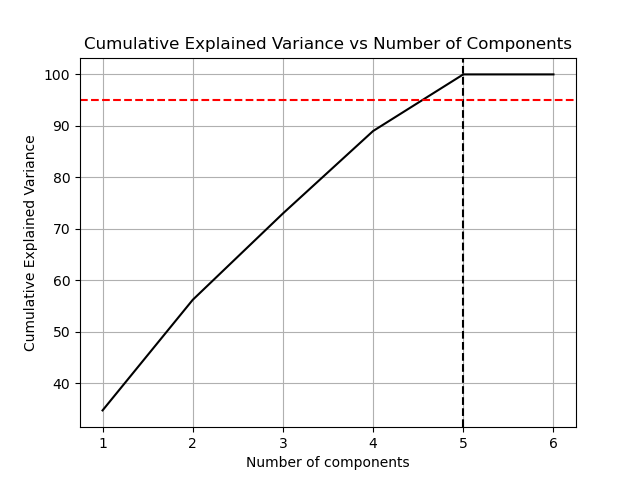 Cumulative Explained Variance vs Number of Components
Cumulative Explained Variance
100
90
80
70
60
50
40
1 2 3 4 5 6
Number of components